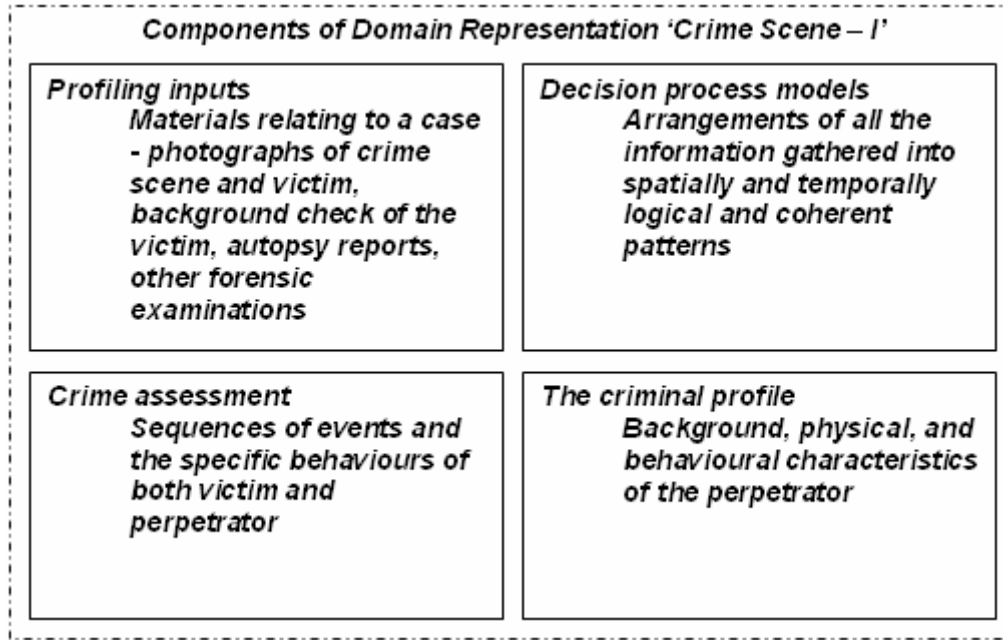 Components of Domain Representation ‘Crime Scene – I’
Profiling inputs
Materials relating to a case
- photographs of crime
scene and victim,
background check of the
victim, autopsy reports,
other forensic
examinations
Decision process models
Arrangements of all the
information gathered into
spatially and temporally
logical and coherent
patterns
Crime assessment
Sequences of events and
the specific behaviours of
both victim and
perpetrator
The criminal profile
Background, physical, and
behavioural characteristics
of the perpetrator